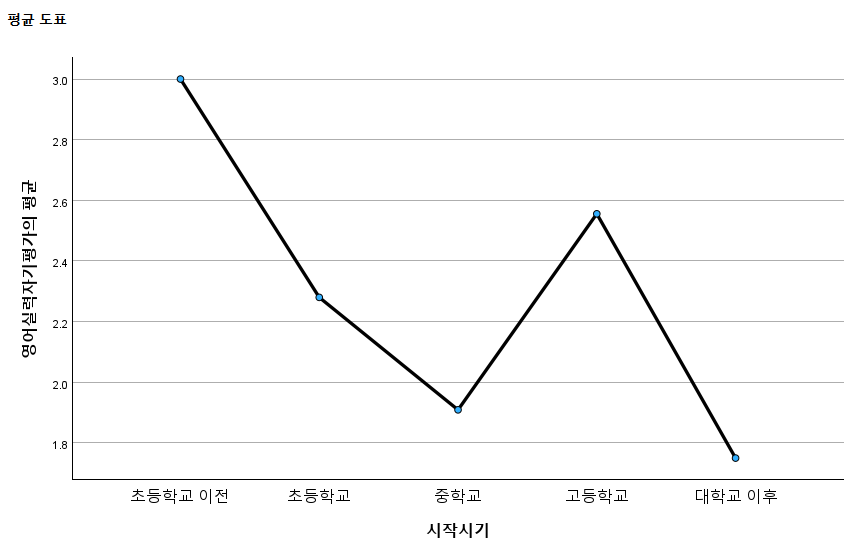 평균 도표
영어실력자기평가의 평균
3.0
2.8
2.6
2.4
2.2
2.0
1.8
초등학교 이전
초등학교
중학교
고등학교
대학교 이후
시작시기